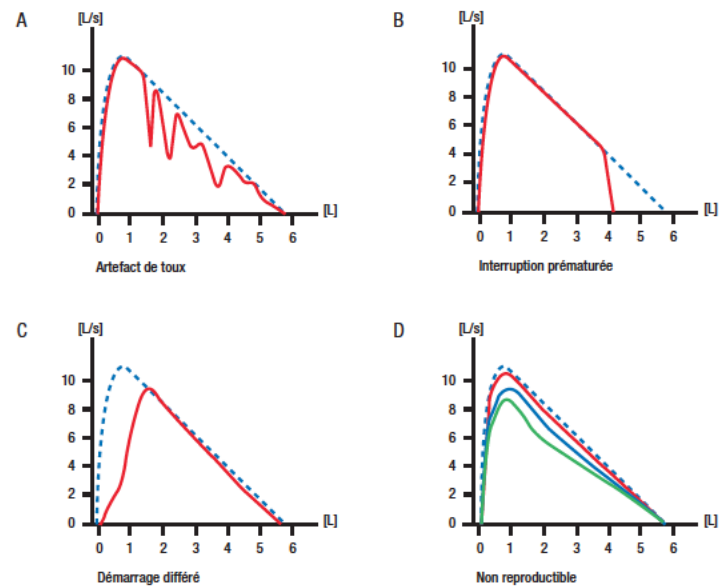 A
[L/s]
10
8
6
4
2
0
0 1 2 3 4 5 6
[L]
Artefact de toux
B
[L/s]
10
8
6
4
2
0
0 1 2 3 4 5 6
[L]
Interruption prématurée
C
[L/s]
10
8
6
4
2
0
0 1 2 3 4 5 6
[L]
Démarrage différé
D
[L/s]
10
8
6
4
2
0
0 1 2 3 4 5 6
[L]
Non reproductible